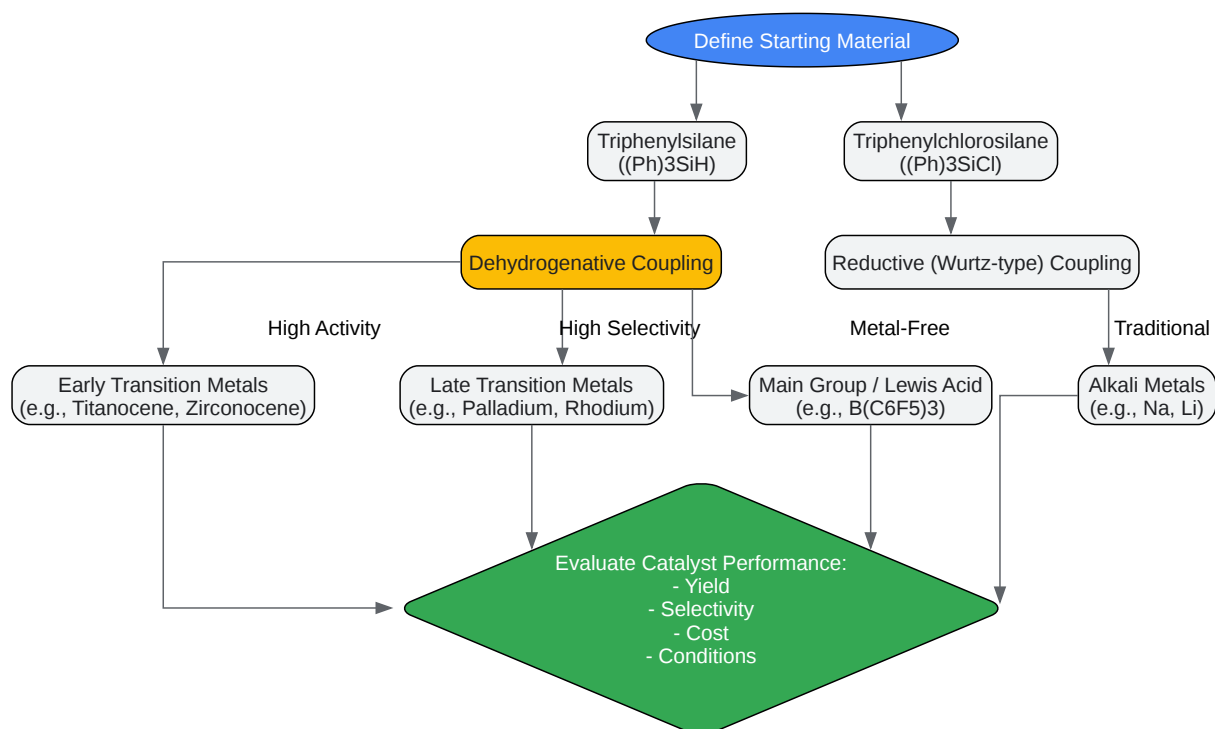 Define Starting Material
Triphenylsilane
((Ph)3SiH)
Triphenylchlorosilane
((Ph)3SiCl)
Dehydrogenative Coupling
Reductive (Wurtz-type) Coupling
High Activity
High Selectivity
Metal-Free
Traditional
Early Transition Metals
(e.g., Titanocene, Zirconocene)
Late Transition Metals
(e.g., Palladium, Rhodium)
Main Group / Lewis Acid
(e.g., B(C6F5)3)
Alkali Metals
(e.g., Na, Li)
Evaluate Catalyst Performance:
- Yield
- Selectivity
- Cost
- Conditions